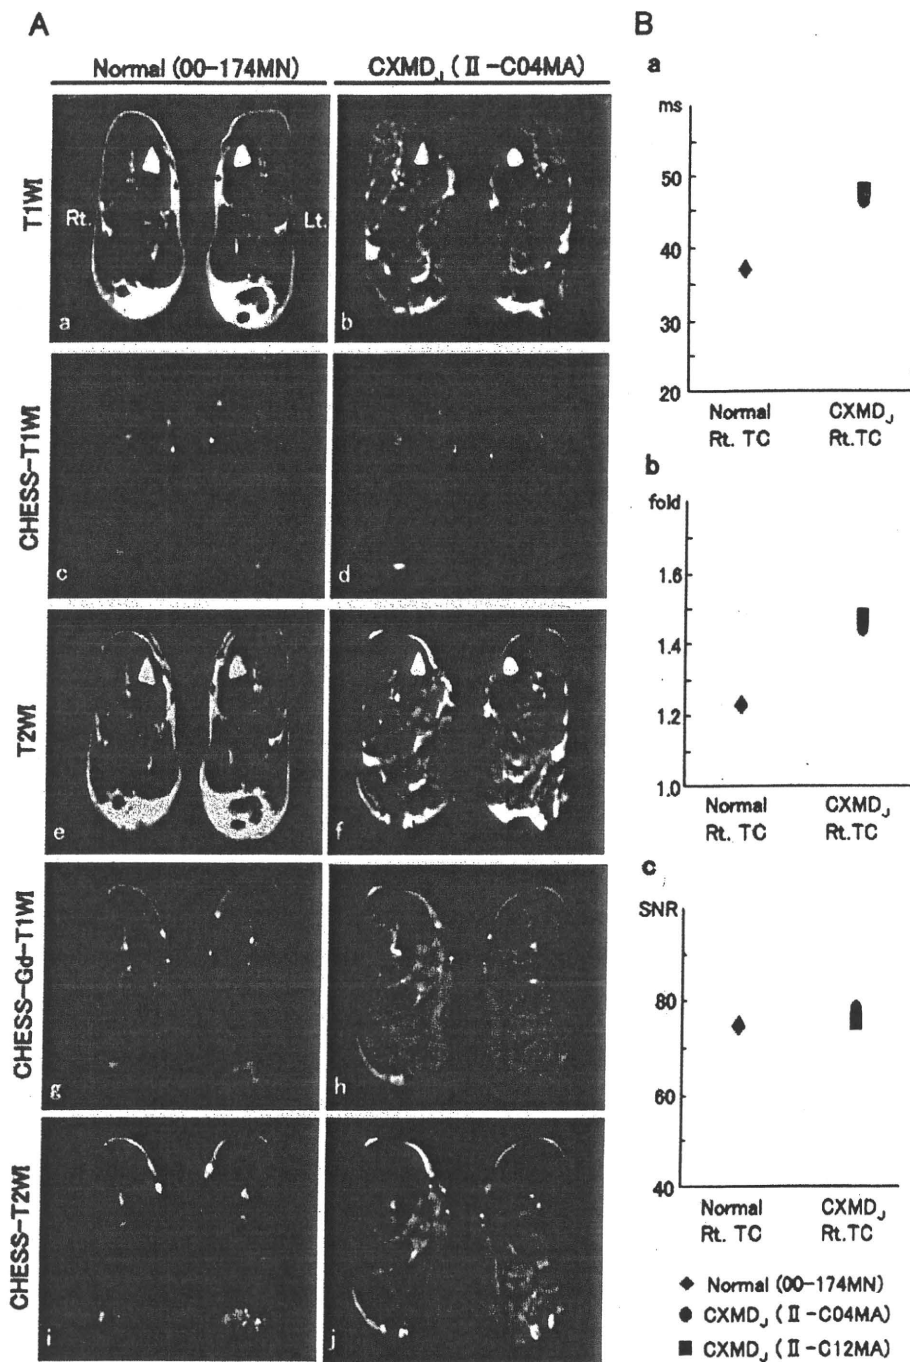 A
Normal (00-174MN)
CXMDJ (Ⅱ-C04MA)
T1WI
Rt.
Lt.
a
b
CHESS-T1WI
c
d
T2WI
e
f
CHESS-Gd-T1WI
g
h
CHESS-T2WI
i
j
B
a
ms
50
40
30
20
Normal
Rt. TC
CXMDJ
Rt.TC
b
fold
1.6
1.4
1.2
1.0
Normal
Rt. TC
CXMDJ
Rt.TC
c
SNR
80
60
40
Normal
Rt. TC
CXMDJ
Rt.TC
◆ Normal (00-174MN)
● CXMDJ (Ⅱ-C04MA)
■ CXMDJ (Ⅱ-C12MA)